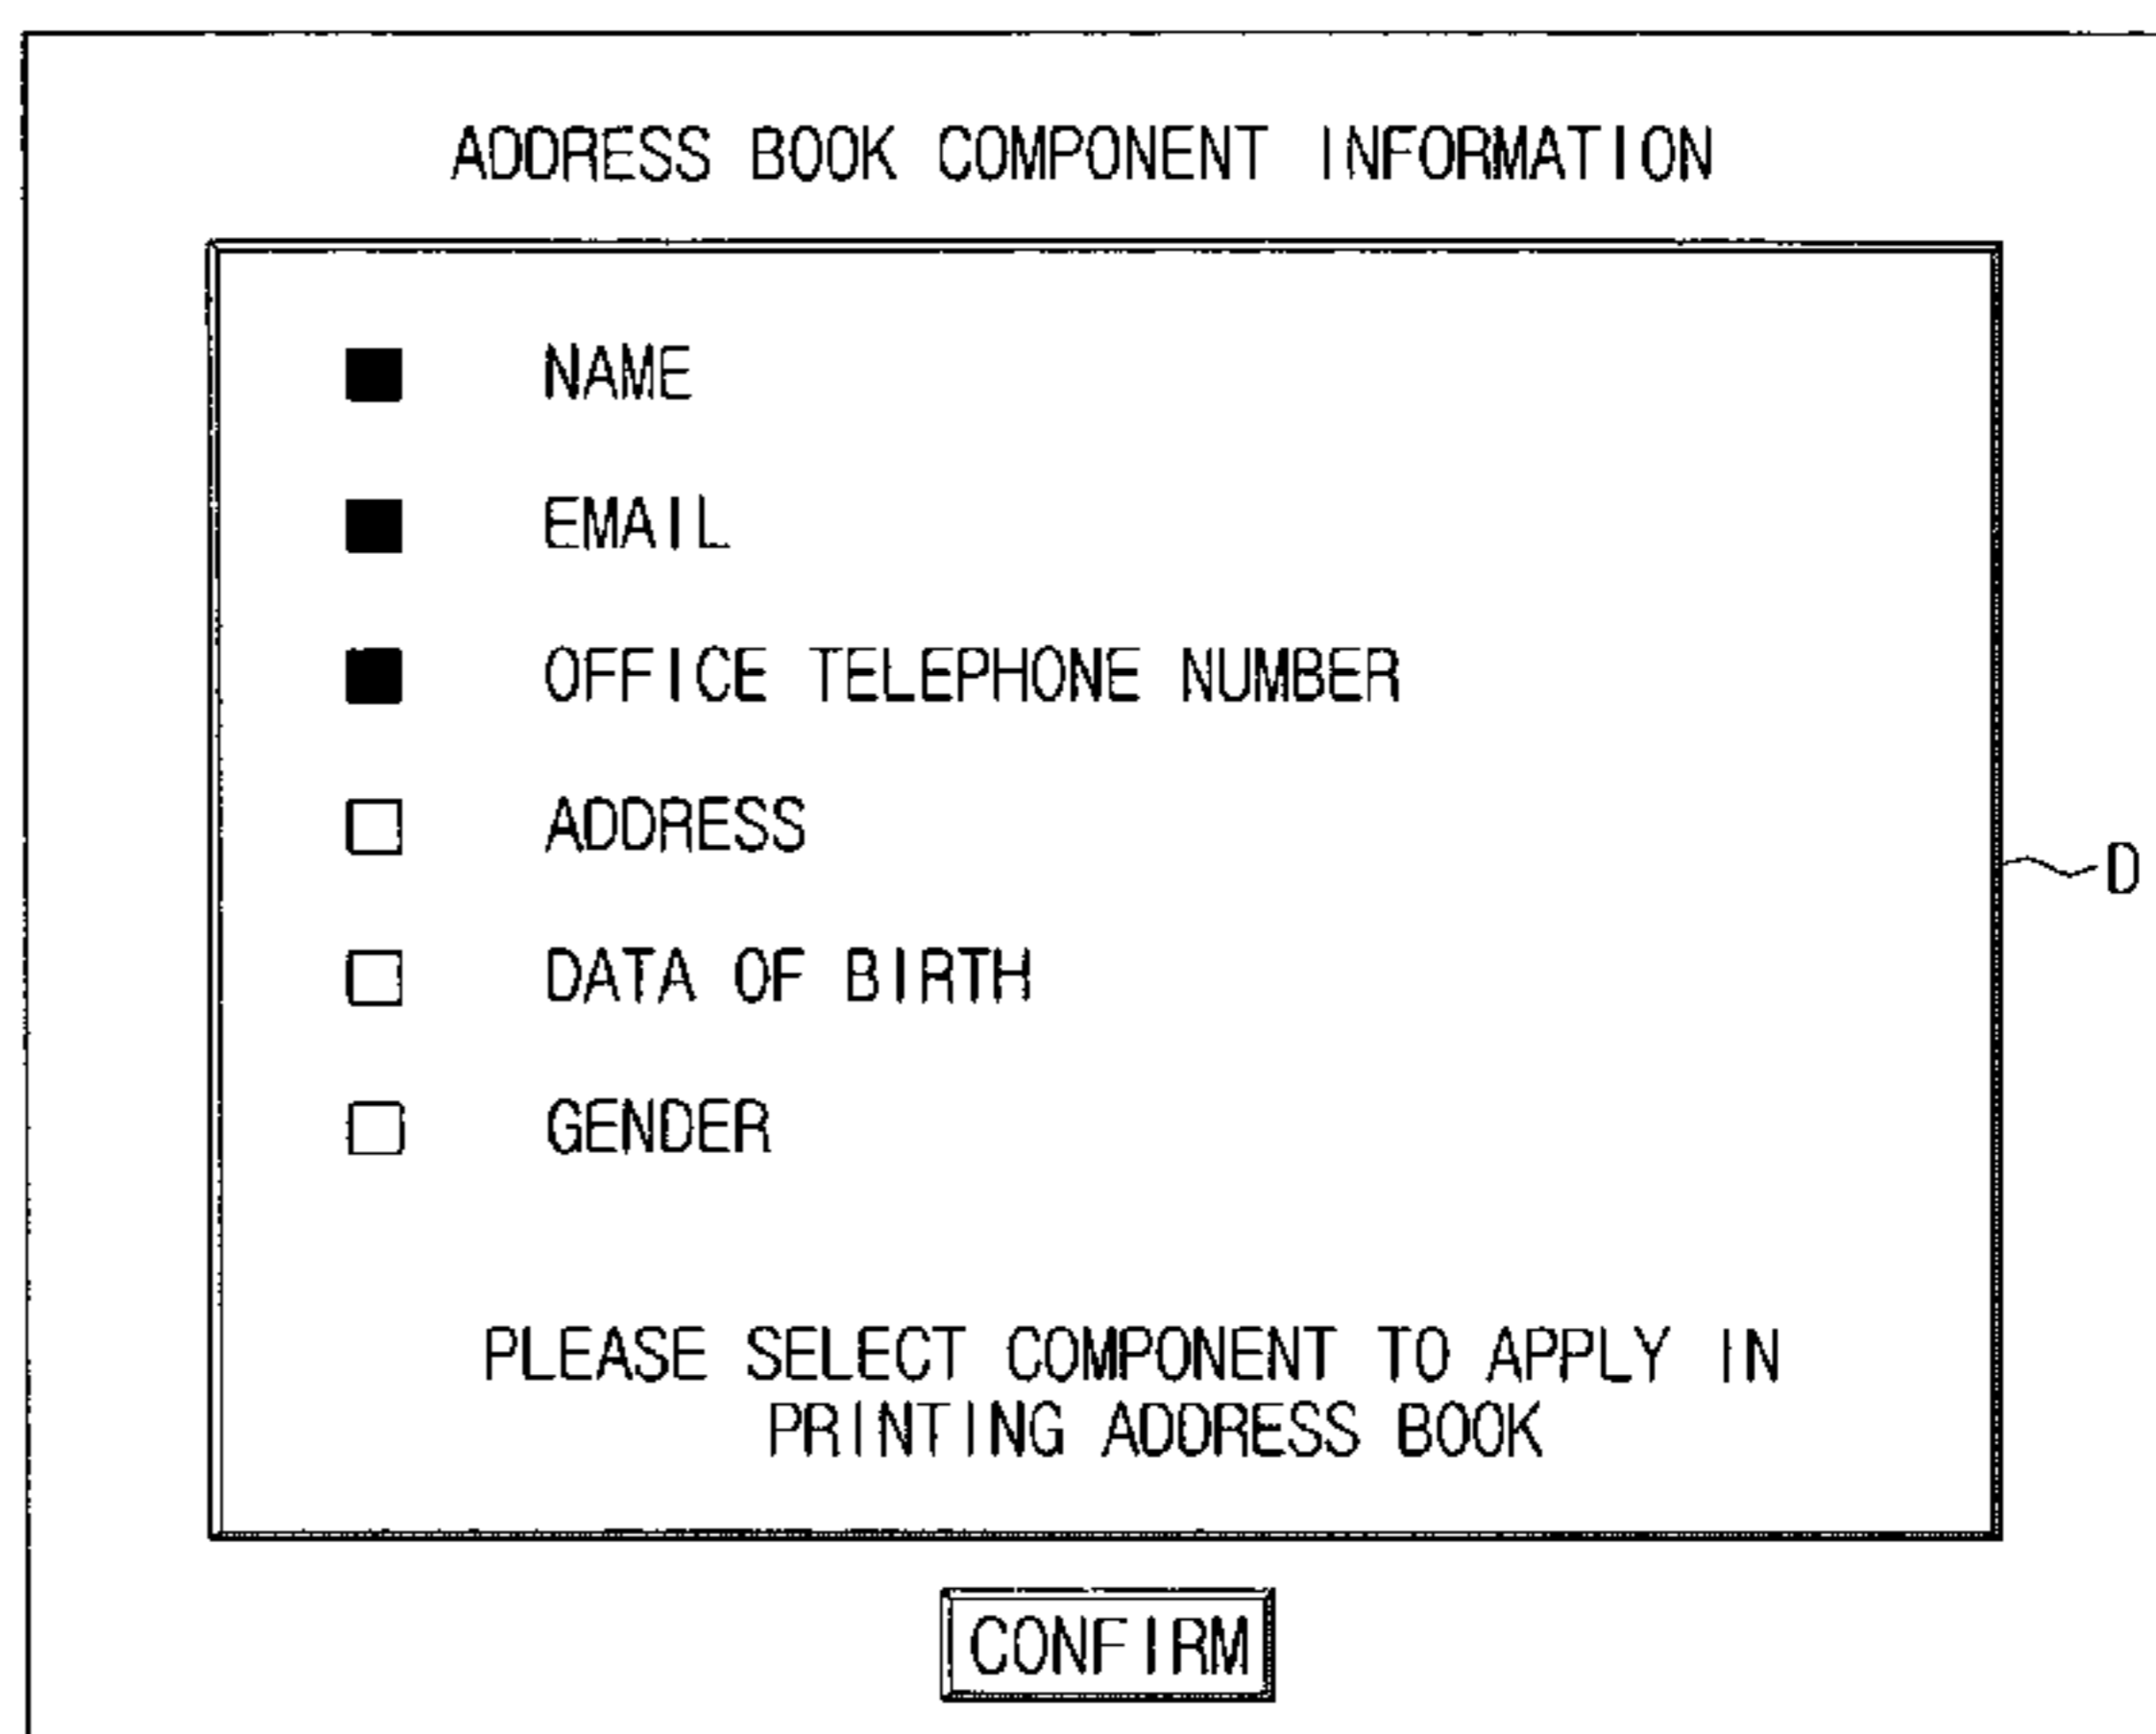 ADDRESS BOOK COMPONENT INFORMATION
NAME
EMAIL
OFFICE TELEPHONE NUMBER
ADDRESS
DATA OF BIRTH
GENDER
D
PLEASE SELECT COMPONENT TO APPLY IN
PRINTING ADDRESS BOOK
CONFIRM